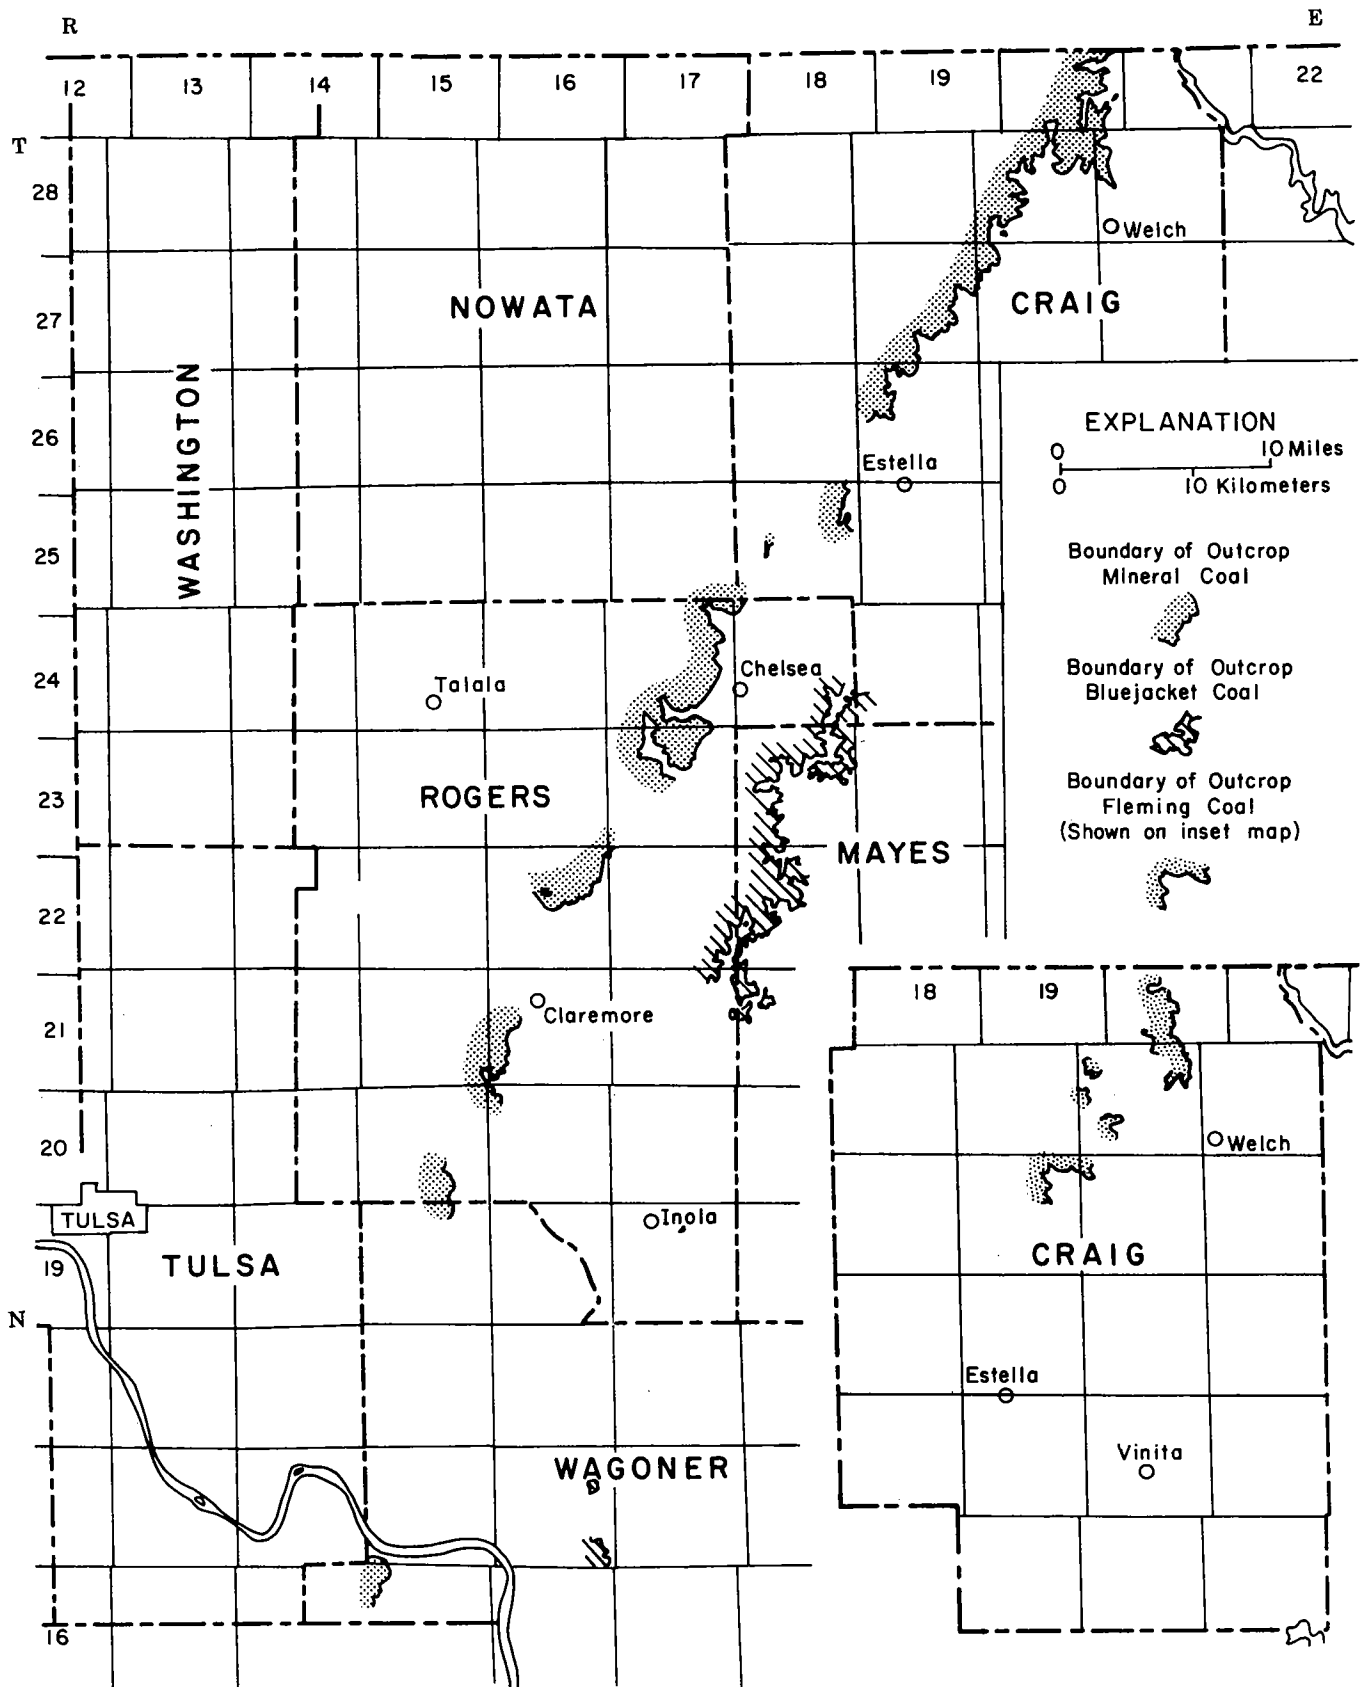 R
E
12
13
14
15
16
17
18
19
22
T
28
Welch
27
NOWATA
CRAIG
WASHINGTON
26
EXPLANATION
0 10 Miles
0 10 Kilometers
Estella
25
Boundary of Outcrop
Mineral Coal
24
Talala
Chelsea
Boundary of Outcrop
Bluejacket Coal
23
ROGERS
Boundary of Outcrop
Fleming Coal
(Shown on inset map)
MAYES
22
18
19
21
Claremore
20
Welch
TULSA
Inola
19
TULSA
CRAIG
N
Estella
Vinita
WAGONER
16